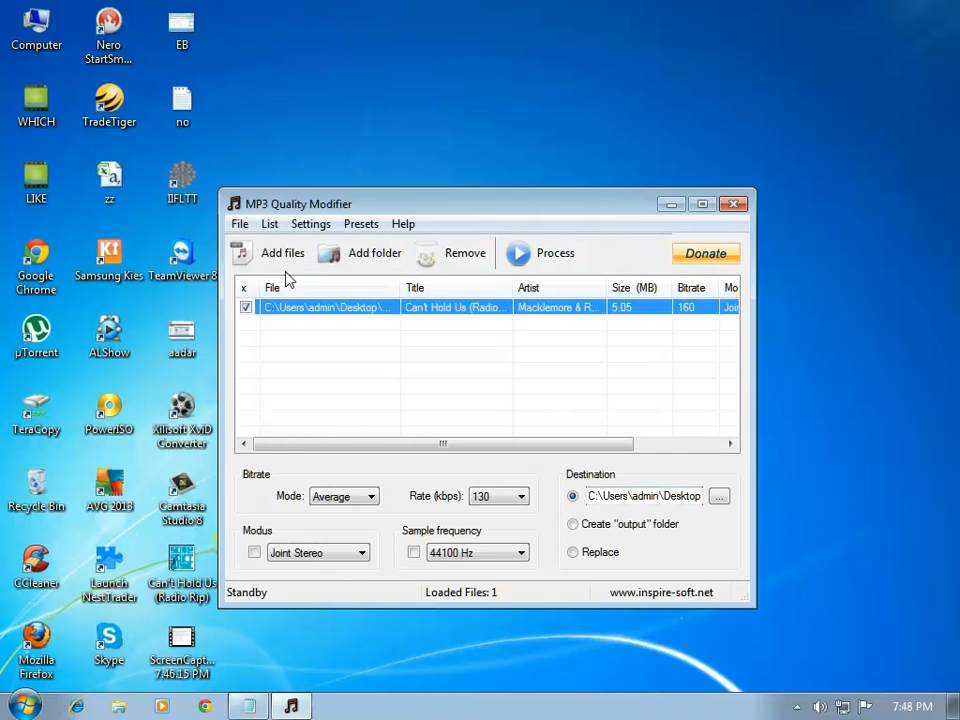 Computer
Nero
StartSm...
EB
WHICH
TradeTiger
no
LIKE
zz
IIFLTT
Google
Chrome
Samsung Kies
TeamViewer 8
µTorrent
ALShow
aadar
TeraCopy
PowerISO
Xilisoft XviD
Converter
Recycle Bin
AVG 2013
Camtasia
Studio 8
CCleaner
Launch
NestTrader
Can't Hold Us
(Radio Rip)
Mozilla
Firefox
Skype
ScreenCapt...
7.46.15 PM
MP3 Quality Modifier
File List Settings Presets Help
Add files Add folder Remove Process Donate
x File Title Artist Size (MB) Bitrate Mo
C:\Users\admin\Desktop\... Can't Hold Us (Radio... Macklemore & R... 5.05 160 Join
Bitrate
Mode: Average Rate (kbps): 130
Modus
Joint Stereo
Sample frequency
44100 Hz
Destination
C:\Users\admin\Desktop ...
Create "output" folder
Replace
Standby Loaded Files: 1 www.inspire-soft.net
7:48 PM